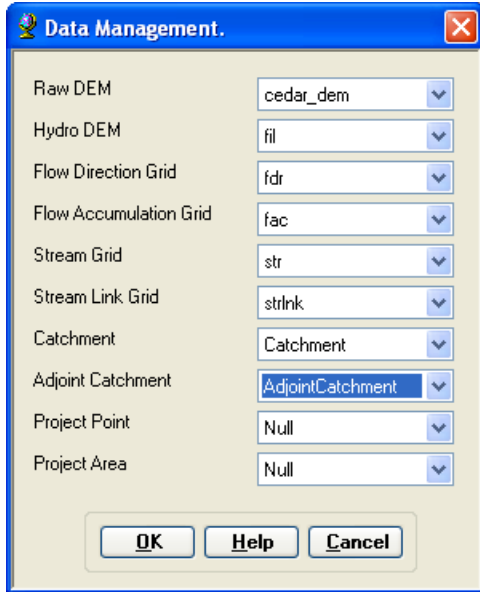 Data Management.
Raw DEM cedar_dem
Hydro DEM fil
Flow Direction Grid fdr
Flow Accumulation Grid fac
Stream Grid str
Stream Link Grid strlnk
Catchment Catchment
Adjoint Catchment AdjointCatchment
Project Point Null
Project Area Null
OK Help Cancel